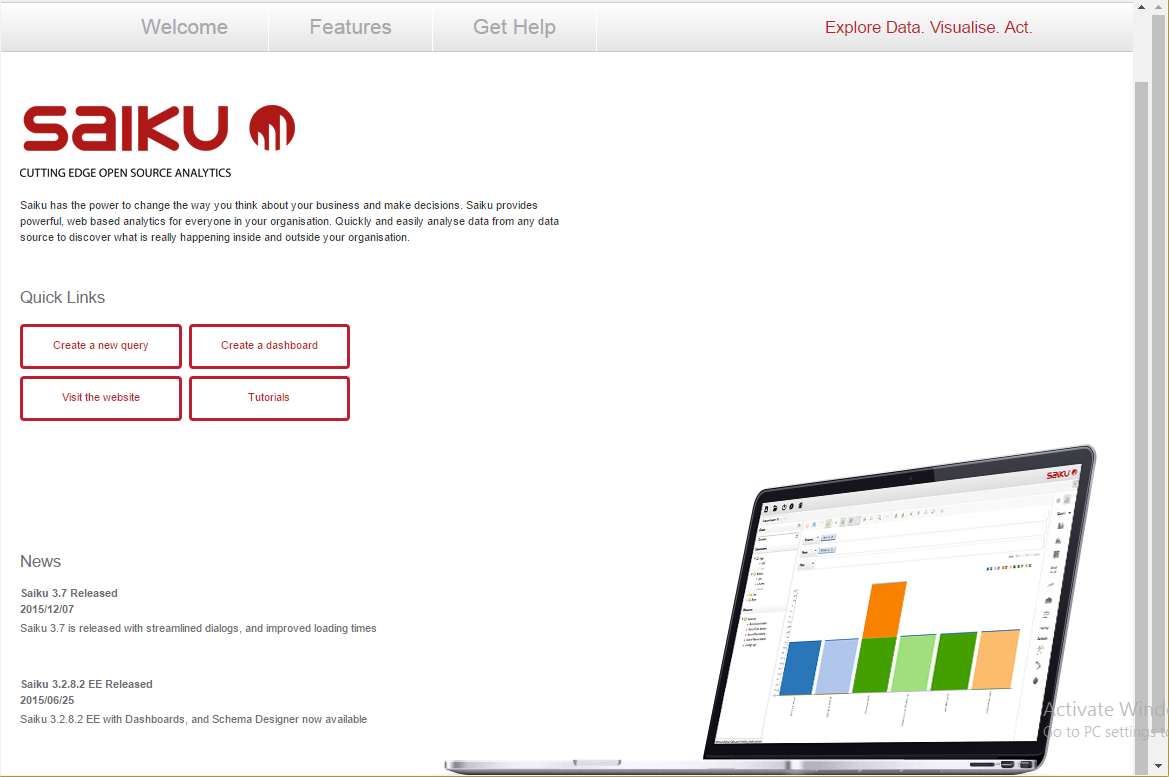 Welcome
Features
Get Help
Explore Data. Visualise. Act.
saiku
CUTTING EDGE OPEN SOURCE ANALYTICS
Saiku has the power to change the way you think about your business and make decisions. Saiku provides
powerful, web based analytics for everyone in your organisation. Quickly and easily analyse data from any data
source to discover what is really happening inside and outside your organisation.
Quick Links
Create a new query
Create a dashboard
Visit the website
Tutorials
News
Saiku 3.7 Released
2015/12/07
Saiku 3.7 is released with streamlined dialogs, and improved loading times
Saiku 3.2.8.2 EE Released
2015/06/25
Saiku 3.2.8.2 EE with Dashboards, and Schema Designer now available
saiku
Activate Windo
Go to PC settings to